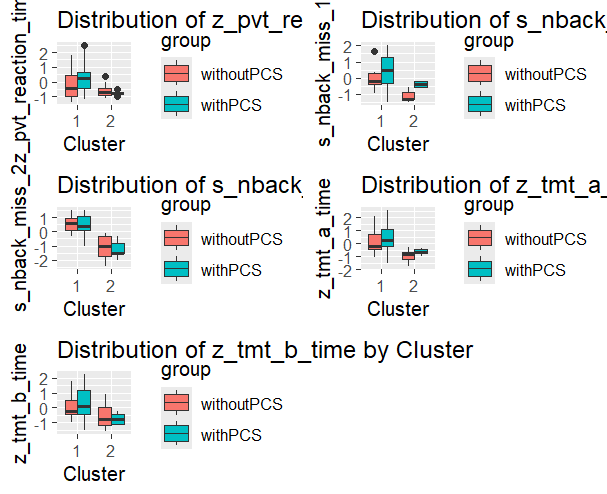 Distribution of z_pvt_re
z_pvt_reaction_time
2
1
0
-1
1 2
Cluster
group
withoutPCS
withPCS
Distribution of s_nback
s_nback_miss_1
2
1
0
-1
1 2
Cluster
group
withoutPCS
withPCS
Distribution of s_nback_
s_nback_miss_2
1
0
-1
-2
1 2
Cluster
group
withoutPCS
withPCS
Distribution of z_tmt_a_
z_tmt_a_time
2
1
0
-1
-2
1 2
Cluster
group
withoutPCS
withPCS
Distribution of z_tmt_b_time by Cluster
z_tmt_b_time
2
1
0
-1
1 2
Cluster
group
withoutPCS
withPCS